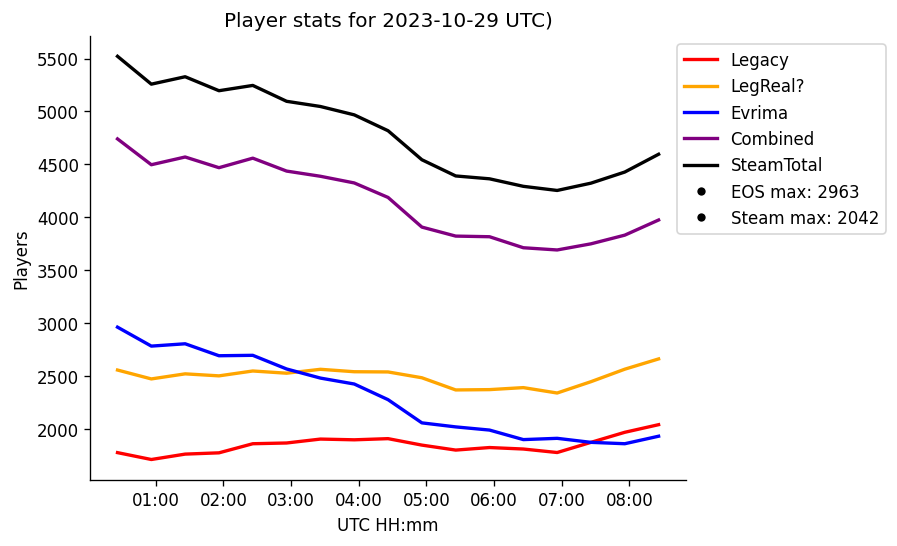 Player stats for 2023-10-29 UTC)
Legacy
LegReal?
Evrima
Combined
SteamTotal
EOS max: 2963
Steam max: 2042
Players
5500
5000
4500
4000
3500
3000
2500
2000
01:00 02:00 03:00 04:00 05:00 06:00 07:00 08:00
UTC HH:mm